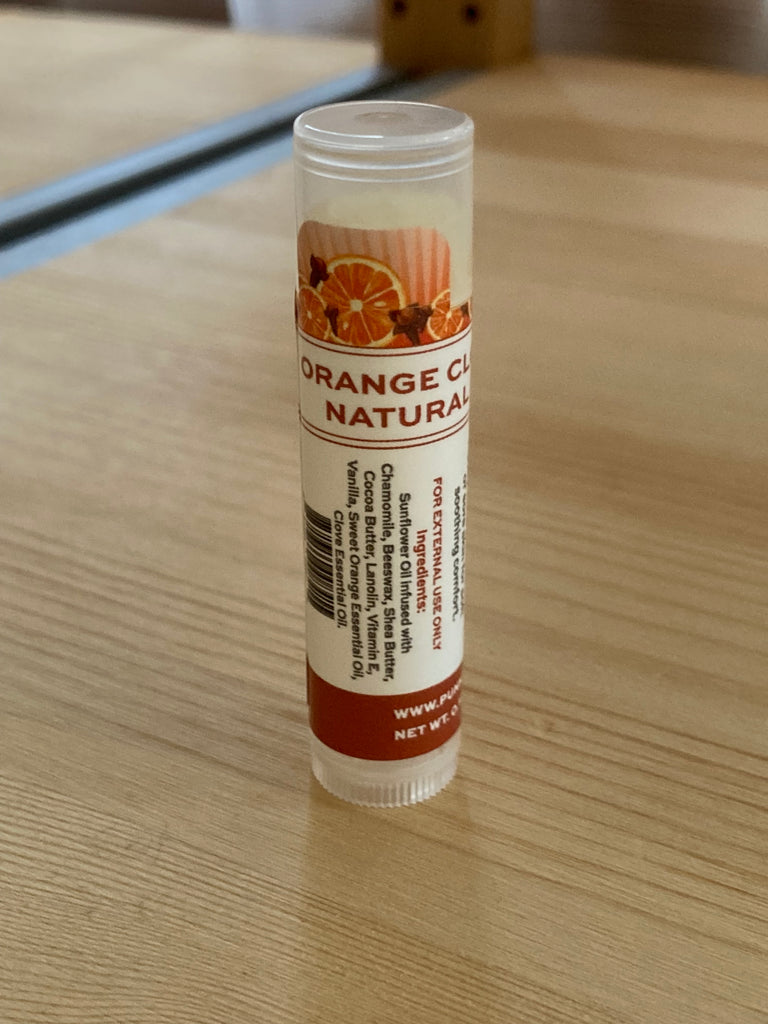 ORANGE CL
NATURAL
soothing comfort.
FOR EXTERNAL USE ONLY
Ingredients:
Sunflower Oil infused with
Chamomile, Beeswax, Shea Butter,
Cocoa Butter, Lanolin, Vitamin E,
Vanilla, Sweet Orange Essential Oil,
Clove Essential Oil.
WWW.PU
NET WT. 0.